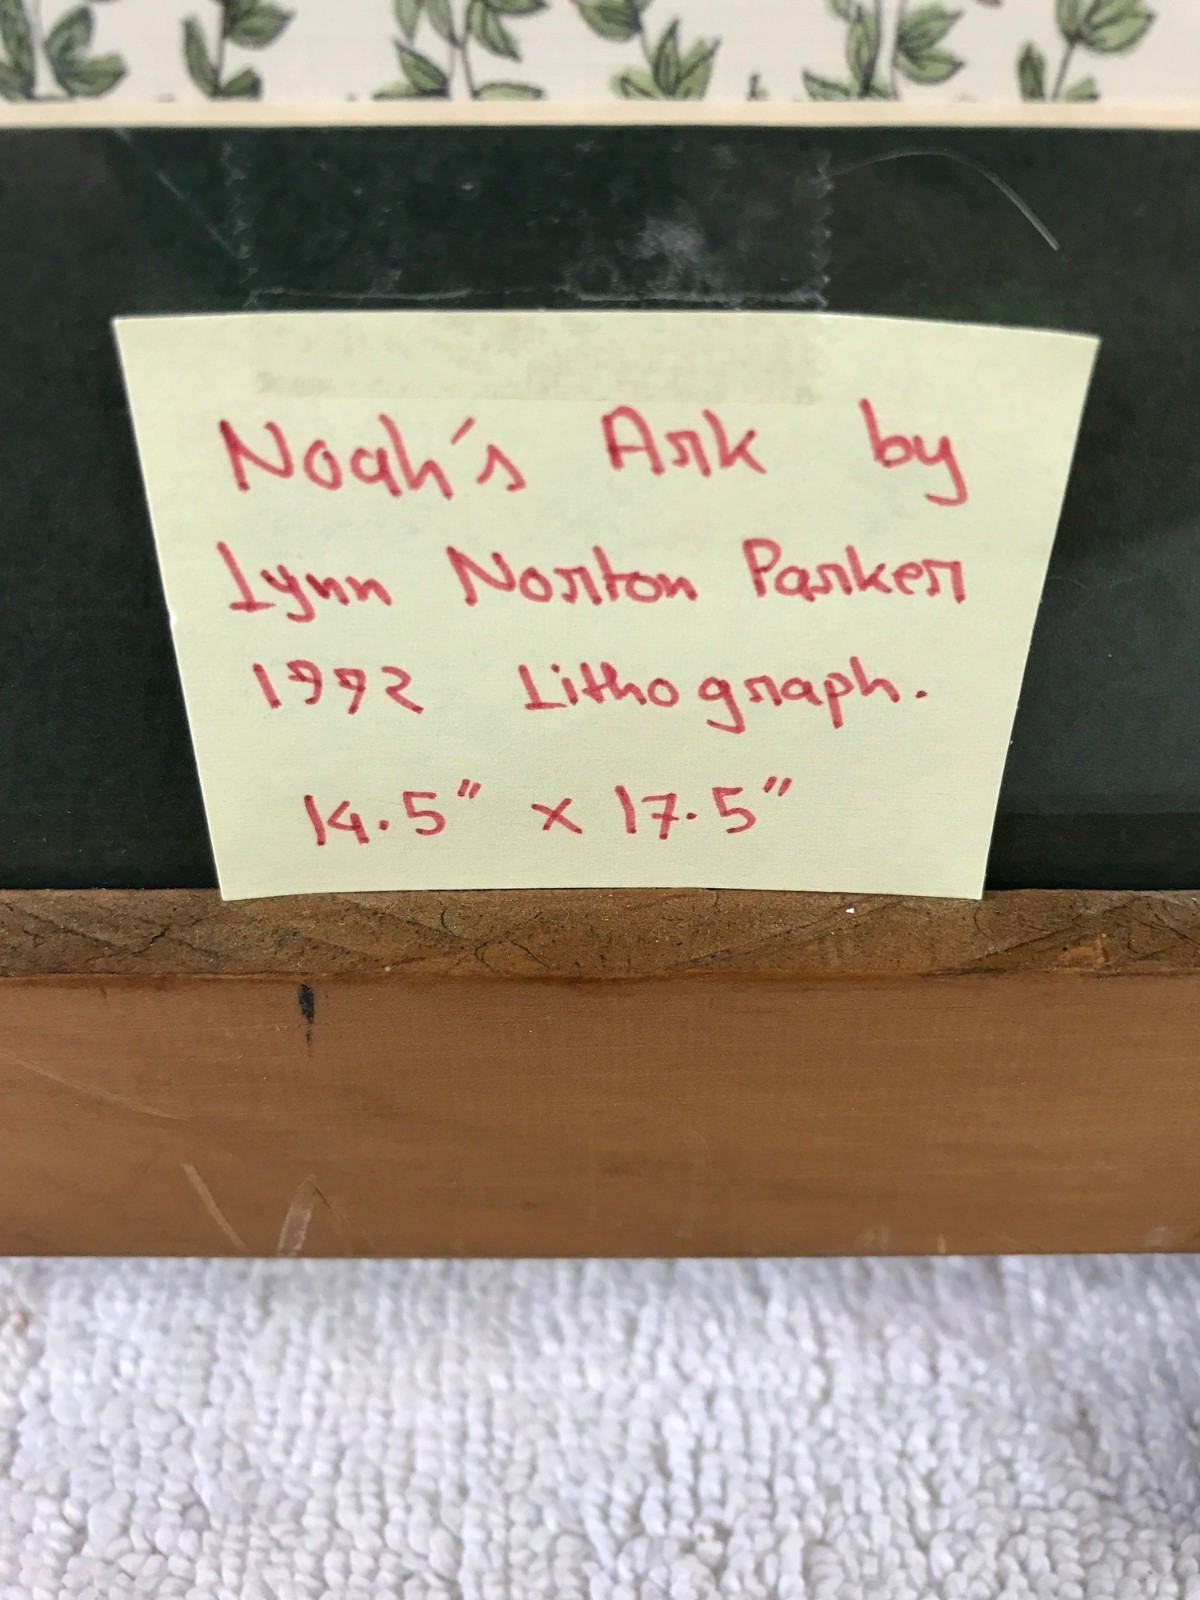 Noah's Ark by
Lynn Norton Parker
1992 Lithograph.
14.5" x 17.5"